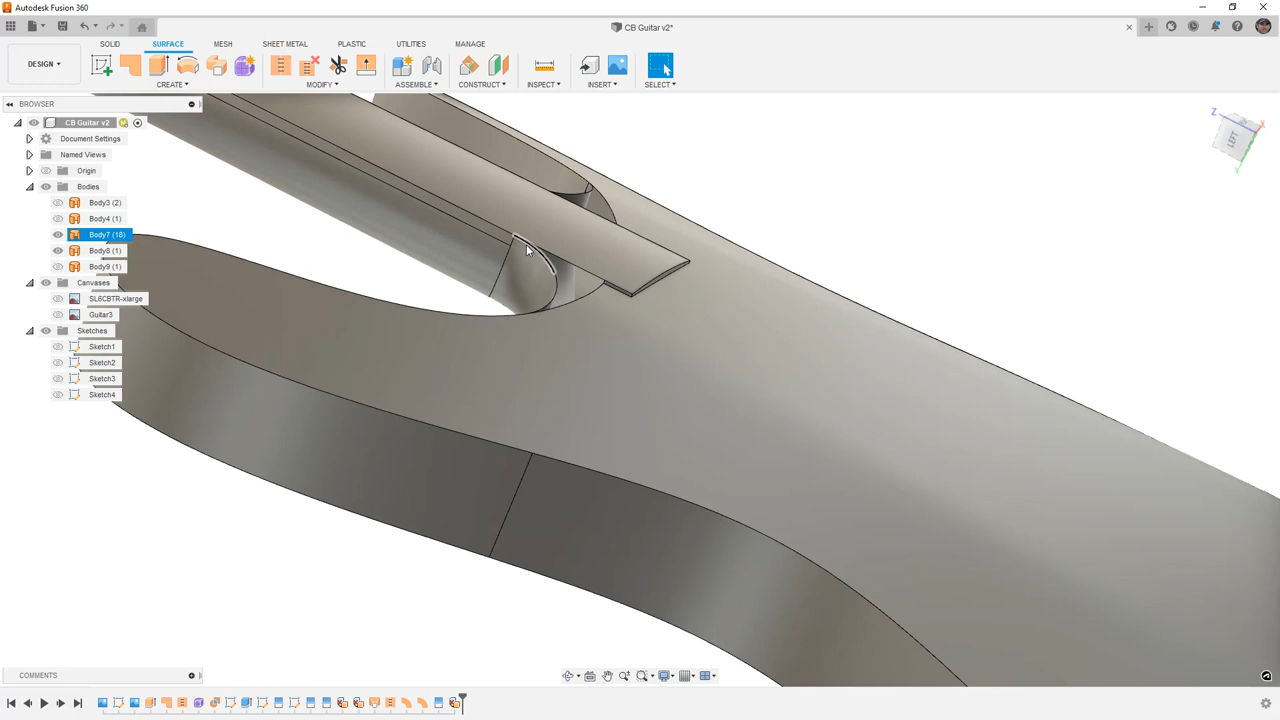 Autodesk Fusion 360
CB Guitar v2*
DESIGN
SOLID SURFACE MESH SHEET METAL PLASTIC UTILITIES MANAGE
CREATE MODIFY ASSEMBLE CONSTRUCT INSPECT INSERT SELECT
BROWSER
CB Guitar v2
Document Settings
Named Views
Origin
Bodies
Body3 (2)
Body4 (1)
Body7 (18)
Body8 (1)
Body9 (1)
Canvases
SL6CBTR-xlarge
Guitar3
Sketches
Sketch1
Sketch2
Sketch3
Sketch4
Z
X
LEFT
Y
COMMENTS